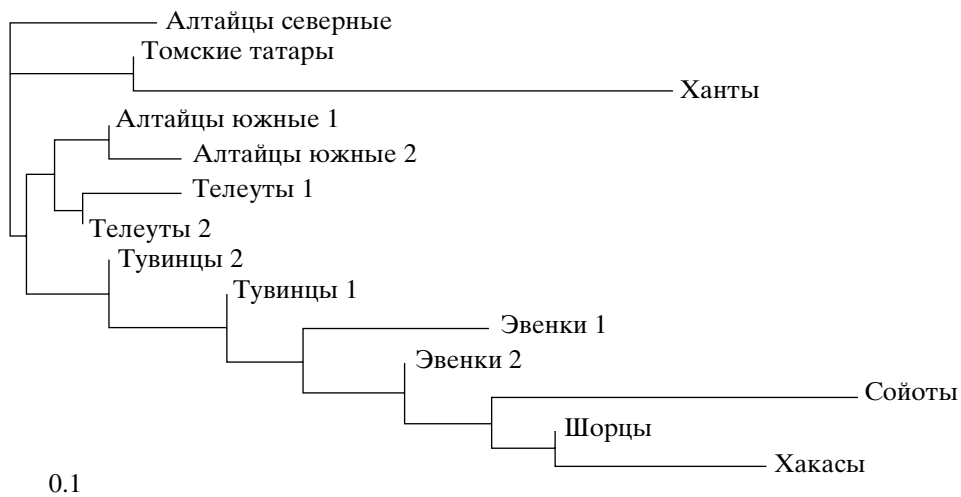 Алтайцы северные
Томские татары
Ханты
Алтайцы южные 1
Алтайцы южные 2
Телеуты 1
Телеуты 2
Тувинцы 2
Тувинцы 1
Эвенки 1
Эвенки 2
Сойоты
Шорцы
Хакасы
0.1